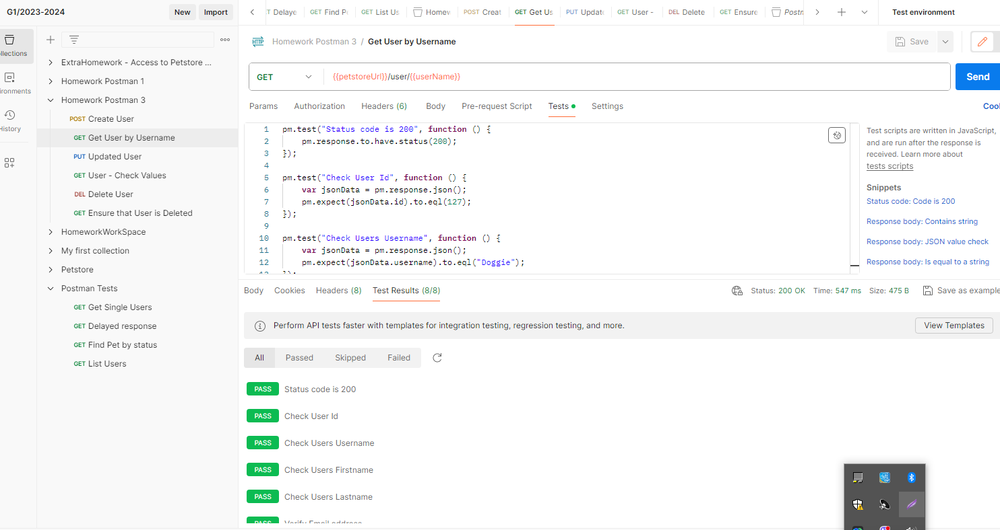 G1/2023-2024
New
Import
Delaye
GET Find P
GET List Us
Homew
POST Creat
GET Get Us
PUT Updat
GET User -
DEL Delete
GET Ensure
Postm
Test environment
llections
ironments
History
ExtraHomework - Access to Petstore ...
Homework Postman 1
Homework Postman 3
POST Create User
GET Get User by Username
PUT Updated User
GET User - Check Values
DEL Delete User
GET Ensure that User is Deleted
HomeworkWorkSpace
My first collection
Petstore
Postman Tests
GET Get Single Users
GET Delayed response
GET Find Pet by status
GET List Users
HTTP Homework Postman 3 / Get User by Username
Save
GET
{{petstoreUrl}}/user/{{userName}}
Send
Params Authorization Headers (6) Body Pre-request Script Tests Settings
Cool
1 pm.test("Status code is 200", function () {
2 pm.response.to.have.status(200);
3 });
4
5 pm.test("Check User Id", function () {
6 var jsonData = pm.response.json();
7 pm.expect(jsonData.id).to.eql(127);
8 });
9
10 pm.test("Check Users Username", function () {
11 var jsonData = pm.response.json();
12 pm.expect(jsonData.username).to.eql("Doggie");
13 });
Test scripts are written in JavaScript,
and are run after the response is
received. Learn more about
tests scripts
Snippets
Status code: Code is 200
Response body: Contains string
Response body: JSON value check
Response body: Is equal to a string
Body Cookies Headers (8) Test Results (8/8)
Status: 200 OK Time: 547 ms Size: 475 B
Save as example
Perform API tests faster with templates for integration testing, regression testing, and more.
View Templates
All Passed Skipped Failed
PASS Status code is 200
PASS Check User Id
PASS Check Users Username
PASS Check Users Firstname
PASS Check Users Lastname
PASS Verify Email address